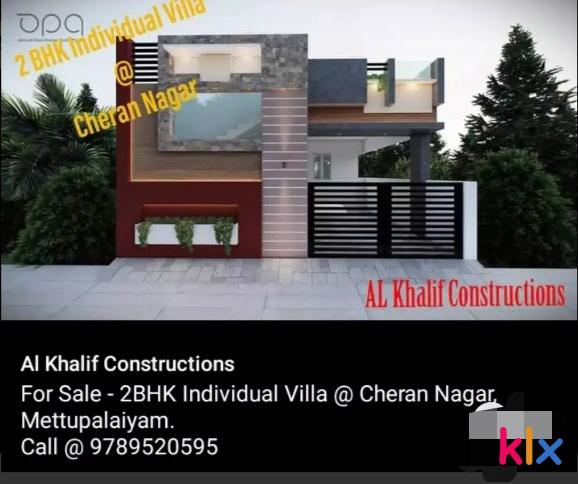 opq
2 BHK Individual Villa
@
Cheran Nagar
AL Khalif Constructions
Al Khalif Constructions
For Sale - 2BHK Individual Villa @ Cheran Nagar,
Mettupalaiyam.
Call @ 9789520595
klx